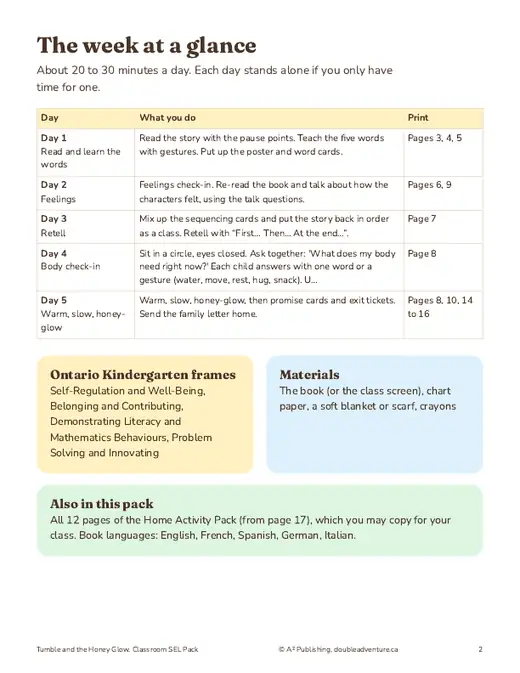 The week at a glance
About 20 to 30 minutes a day. Each day stands alone if you only have
time for one.
Day What you do Print
Day 1
Read and learn the
words
Read the story with the pause points. Teach the five words
with gestures. Put up the poster and word cards.
Pages 3, 4, 5
Day 2
Feelings
Feelings check-in. Re-read the book and talk about how the
characters felt, using the talk questions.
Pages 6, 9
Day 3
Retell
Mix up the sequencing cards and put the story back in order
as a class. Retell with “First... Then... At the end...”.
Page 7
Day 4
Body check-in
Sit in a circle, eyes closed. Ask together: 'What does my body
need right now?' Each child answers with one word or a
gesture (water, move, rest, hug, snack). U...
Page 8
Day 5
Warm, slow, honey-
glow
Warm, slow, honey-glow, then promise cards and exit tickets.
Send the family letter home.
Pages 8, 10, 14
to 16
Ontario Kindergarten frames
Self-Regulation and Well-Being,
Belonging and Contributing,
Demonstrating Literacy and
Mathematics Behaviours, Problem
Solving and Innovating
Materials
The book (or the class screen), chart
paper, a soft blanket or scarf, crayons
Also in this pack
All 12 pages of the Home Activity Pack (from page 17), which you may copy for your
class. Book languages: English, French, Spanish, German, Italian.
Tumble and the Honey Glow. Classroom SEL Pack © A² Publishing, doubleadventure.ca 2